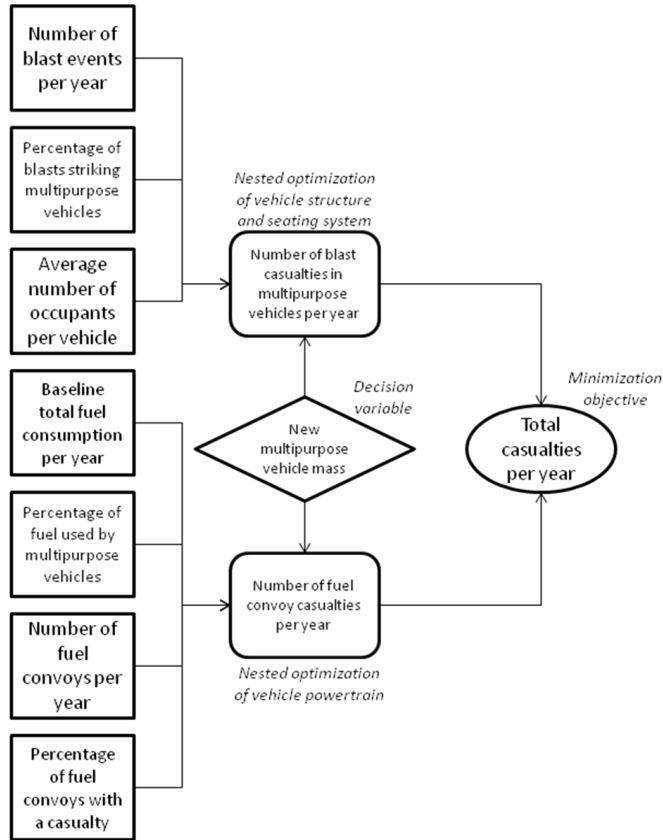 Number of
blast events
per year
Percentage of
blasts striking
multipurpose
vehicles
Average
number of
occupants
per vehicle
Baseline
total fuel
consumption
per year
Percentage of
fuel used by
multipurpose
vehicles
Number of
fuel
convoys per
year
Percentage
of fuel
convoys with
a casualty
Nested optimization
of vehicle structure
and seating system
Number of blast
casualties in
multipurpose
vehicles per year
Decision
variable
New
multipurpose
vehicle mass
Number of fuel
convoy casualties
per year
Nested optimization
of vehicle powertrain
Minimization
objective
Total
casualties
per year